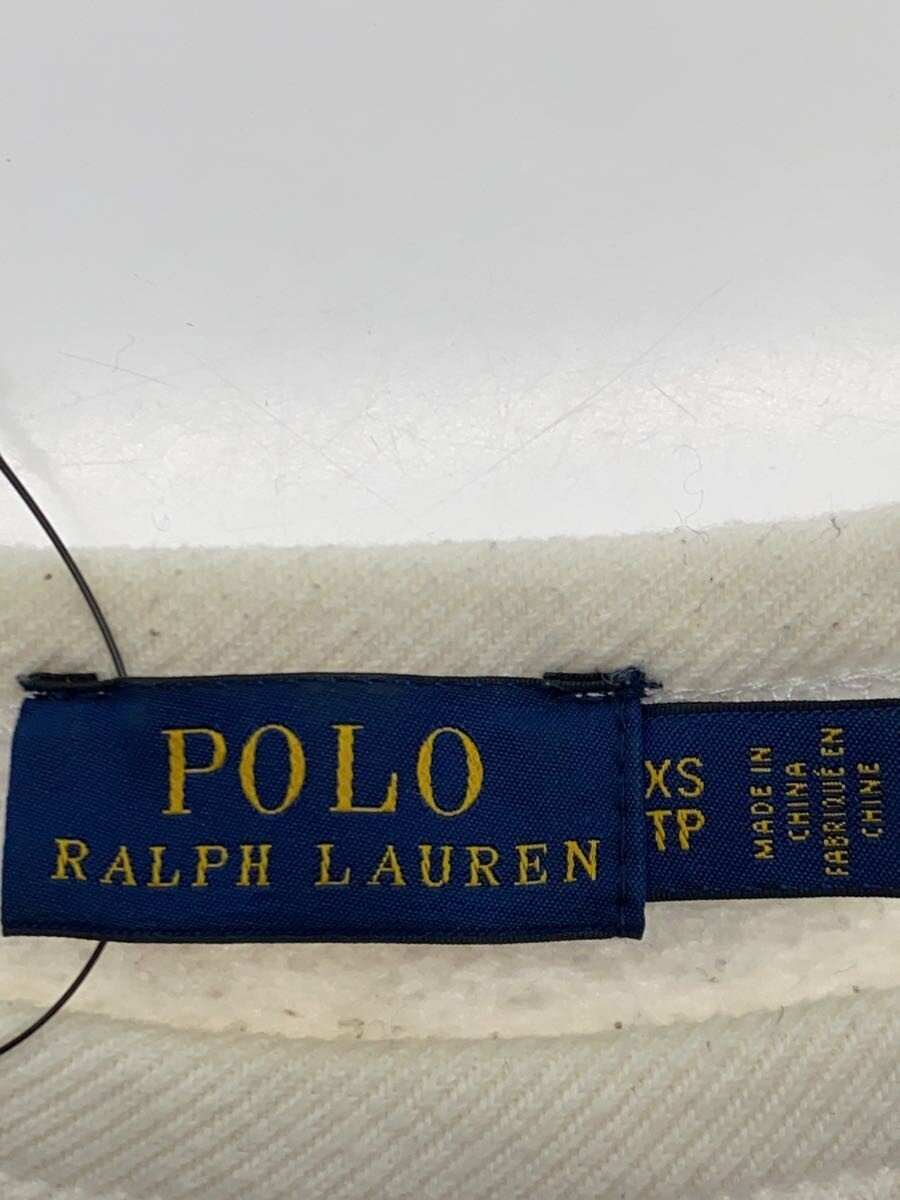 POLO
RALPH LAUREN
XS
TP
MADE IN
CHINA
FABRIQUÉ EN
CHINE